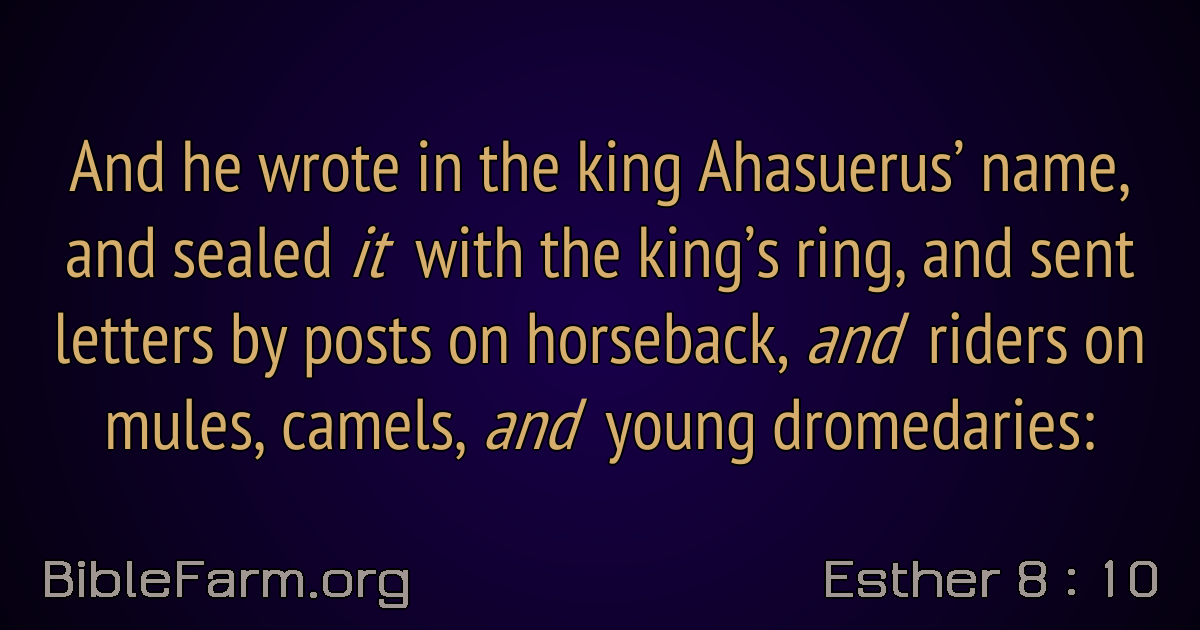 And he wrote in the king Ahasuerus’ name,
and sealed it with the king’s ring, and sent
letters by posts on horseback, and riders on
mules, camels, and young dromedaries:
BibleFarm.org
Esther 8 : 10